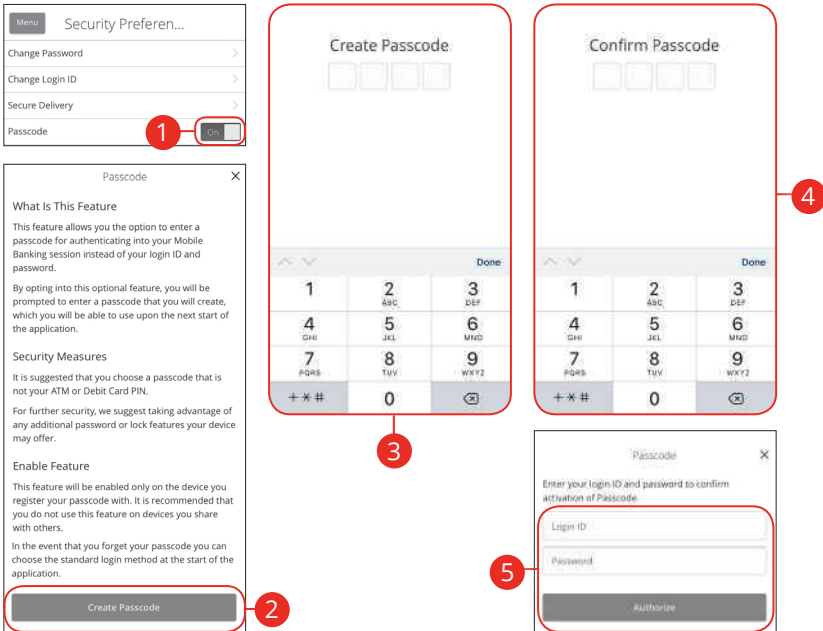 Menu
Security Preferen...
Change Password
Change Login ID
Secure Delivery
Passcode
On
1
Passcode
What Is This Feature
This feature allows you the option to enter a
passcode for authenticating into your Mobile
Banking session instead of your login ID and
password.
By opting into this optional feature, you will be
prompted to enter a passcode that you will create,
which you will be able to use upon the next start of
the application.
Security Measures
It is suggested that you choose a passcode that is
not your ATM or Debit Card PIN.
For further security, we suggest taking advantage of
any additional password or lock features your device
may offer.
Enable Feature
This feature will be enabled only on the device you
register your passcode with. It is recommended that
you do not use this feature on devices you share
with others.
In the event that you forget your passcode you can
choose the standard login method at the start of the
application.
Create Passcode
2
Create Passcode
Done
1 2 3
ABC DEF
4 5 6
GHI JKL MNO
7 8 9
PQRS TUV WXYZ
+*# 0
3
Confirm Passcode
Done
1 2 3
ABC DEF
4 5 6
GHI JKL MNO
7 8 9
PQRS TUV WXYZ
+*# 0
4
Passcode
Enter your login ID and password to confirm
activation of Passcode.
Login ID
Password
Authorize
5